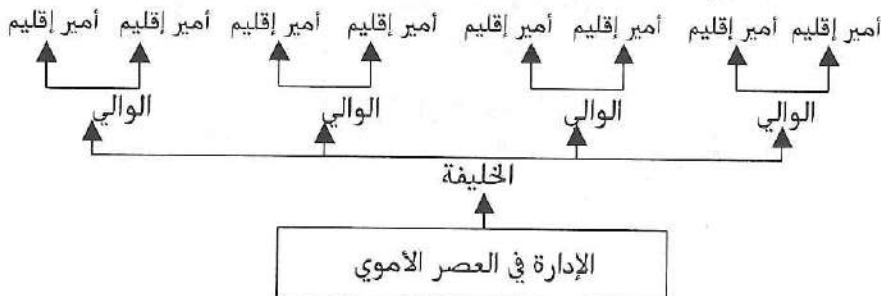 أمير إقليم أمير إقليم أمير إقليم أمير إقليم أمير إقليم أمير إقليم أمير إقليم أمير إقليم
الوالي الوالي الوالي الوالي
الخليفة
الإدارة في العصر الأموي